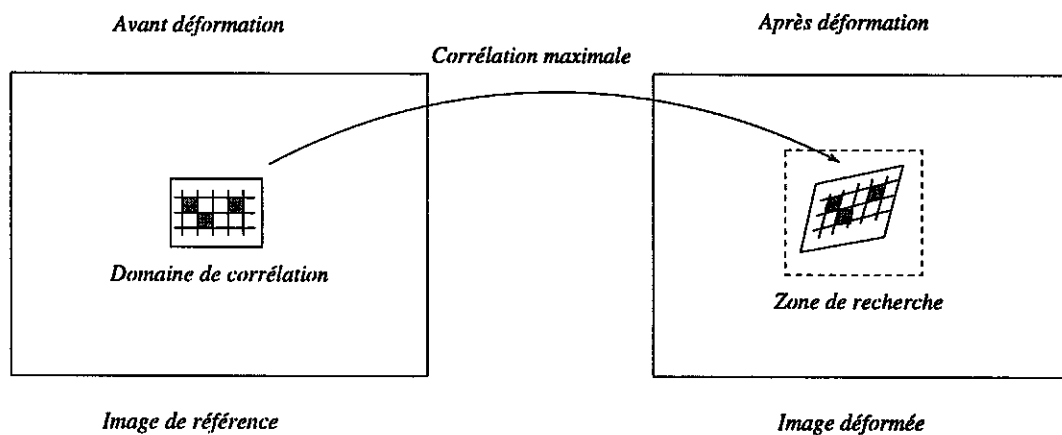 Avant déformation
Après déformation
Corrélation maximale
Domaine de corrélation
Zone de recherche
Image de référence
Image déformée